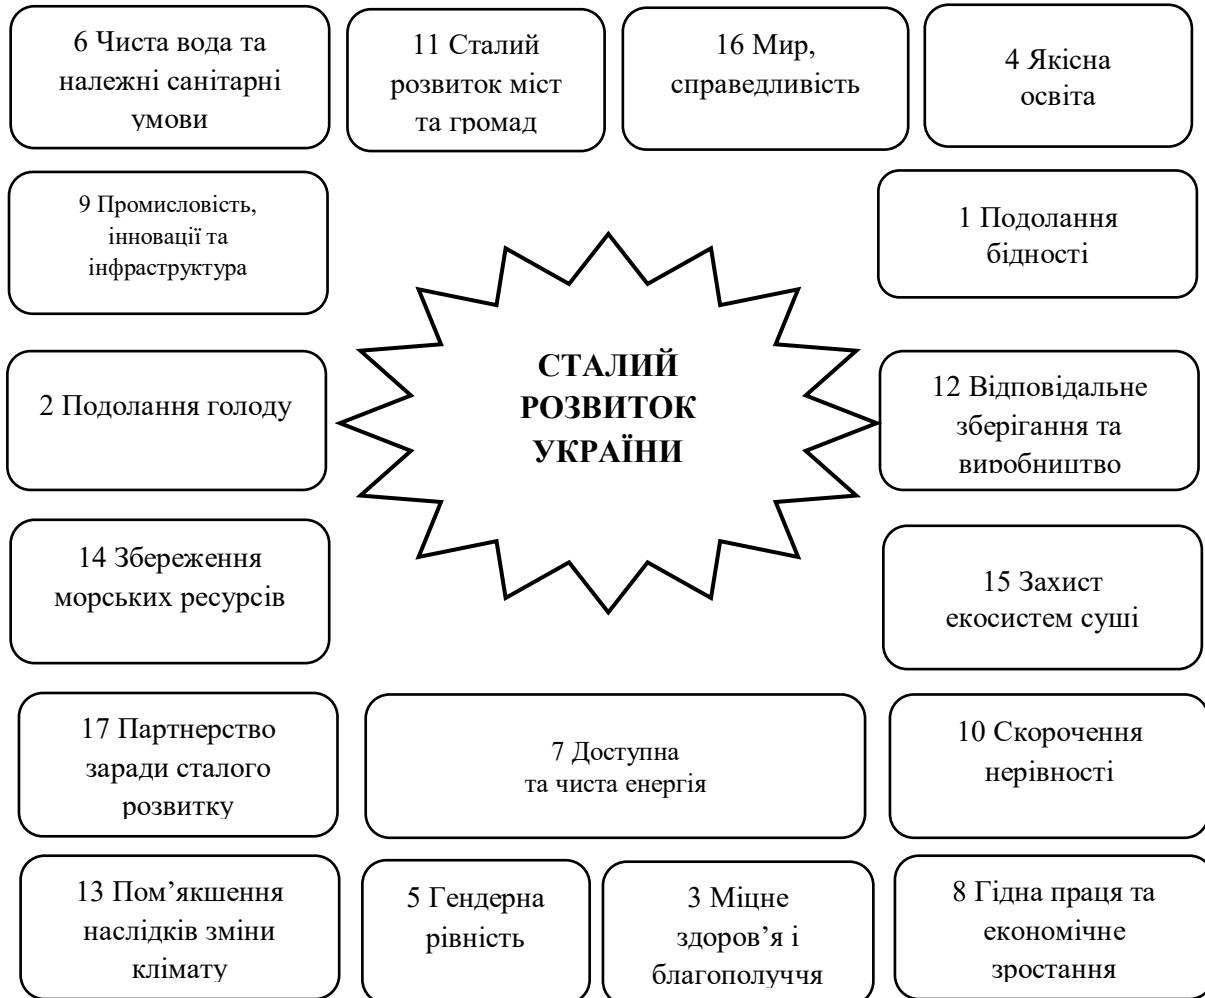 6 Чиста вода та
належні санітарні
умови
11 Сталий
розвиток міст
та громад
16 Мир,
справедливість
4 Якісна
освіта
9 Промисловість,
інновації та
інфраструктура
1 Подолання
бідності
СТАЛИЙ
РОЗВИТОК
УКРАЇНИ
2 Подолання голоду
12 Відповідальне
зберігання та
виробництво
14 Збереження
морських ресурсів
15 Захист
екосистем суші
17 Партнерство
заради сталого
розвитку
7 Доступна
та чиста енергія
10 Скорочення
нерівності
13 Пом’якшення
наслідків зміни
клімату
5 Гендерна
рівність
3 Міцне
здоров’я і
благополуччя
8 Гідна праця та
економічне
зростання